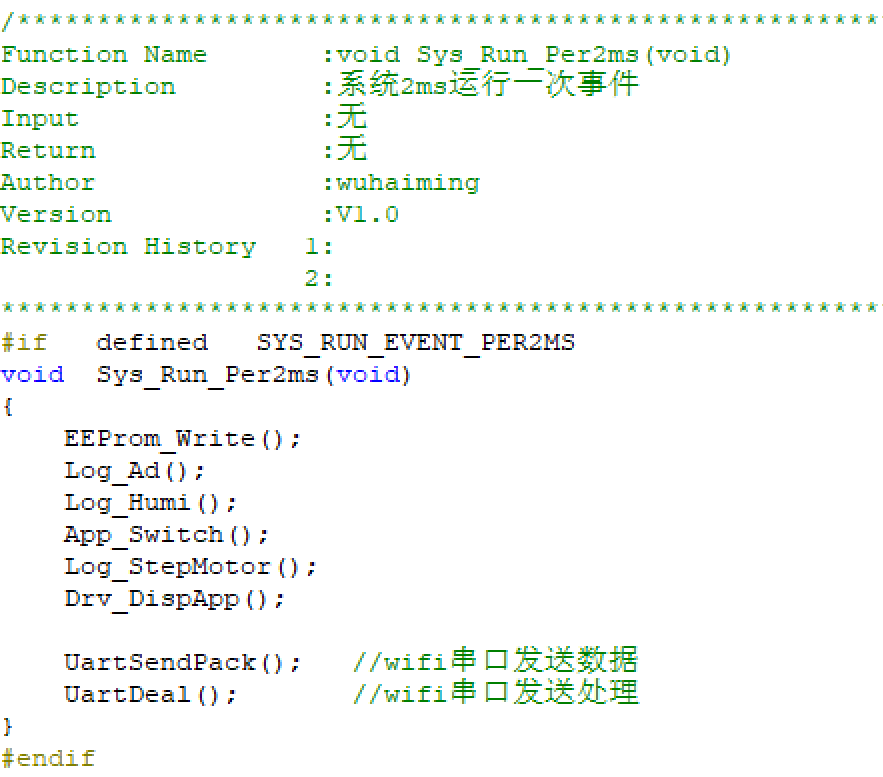 /******************************************************
Function Name       :void Sys_Run_Per2ms(void)
Description         :系统2ms运行一次事件
Input               :无
Return              :无
Author              :wuhaiming
Version             :V1.0
Revision History   1:
                   2:
*******************************************************
#if   defined   SYS_RUN_EVENT_PER2MS
void  Sys_Run_Per2ms(void)
{
    EEProm_Write();
    Log_Ad();
    Log_Humi();
    App_Switch();
    Log_StepMotor();
    Drv_DispApp();

    UartSendPack();   //wifi串口发送数据
    UartDeal();       //wifi串口发送处理
}
#endif